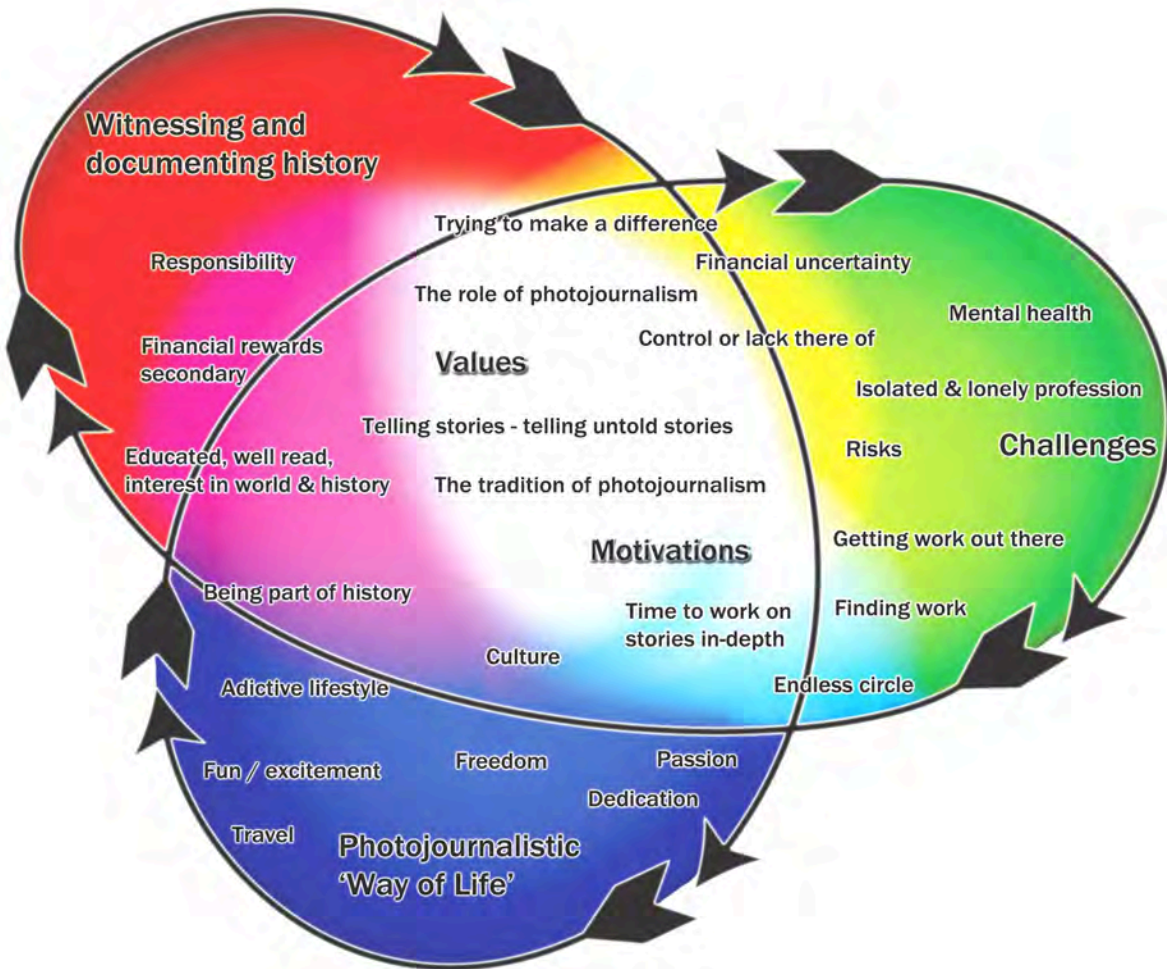 Witnessing and
documenting history
Trying to make a difference
Responsibility
Financial uncertainty
The role of photojournalism
Mental health
Control or lack there of
Financial rewards
secondary
Values
Isolated & lonely profession
Telling stories - telling untold stories
Risks
Challenges
Educated, well read,
interest in world & history
The tradition of photojournalism
Getting work out there
Motivations
Being part of history
Time to work on
stories in-depth
Finding work
Culture
Endless circle
Adictive lifestyle
Fun / excitement
Freedom
Passion
Dedication
Travel
Photojournalistic
‘Way of Life’